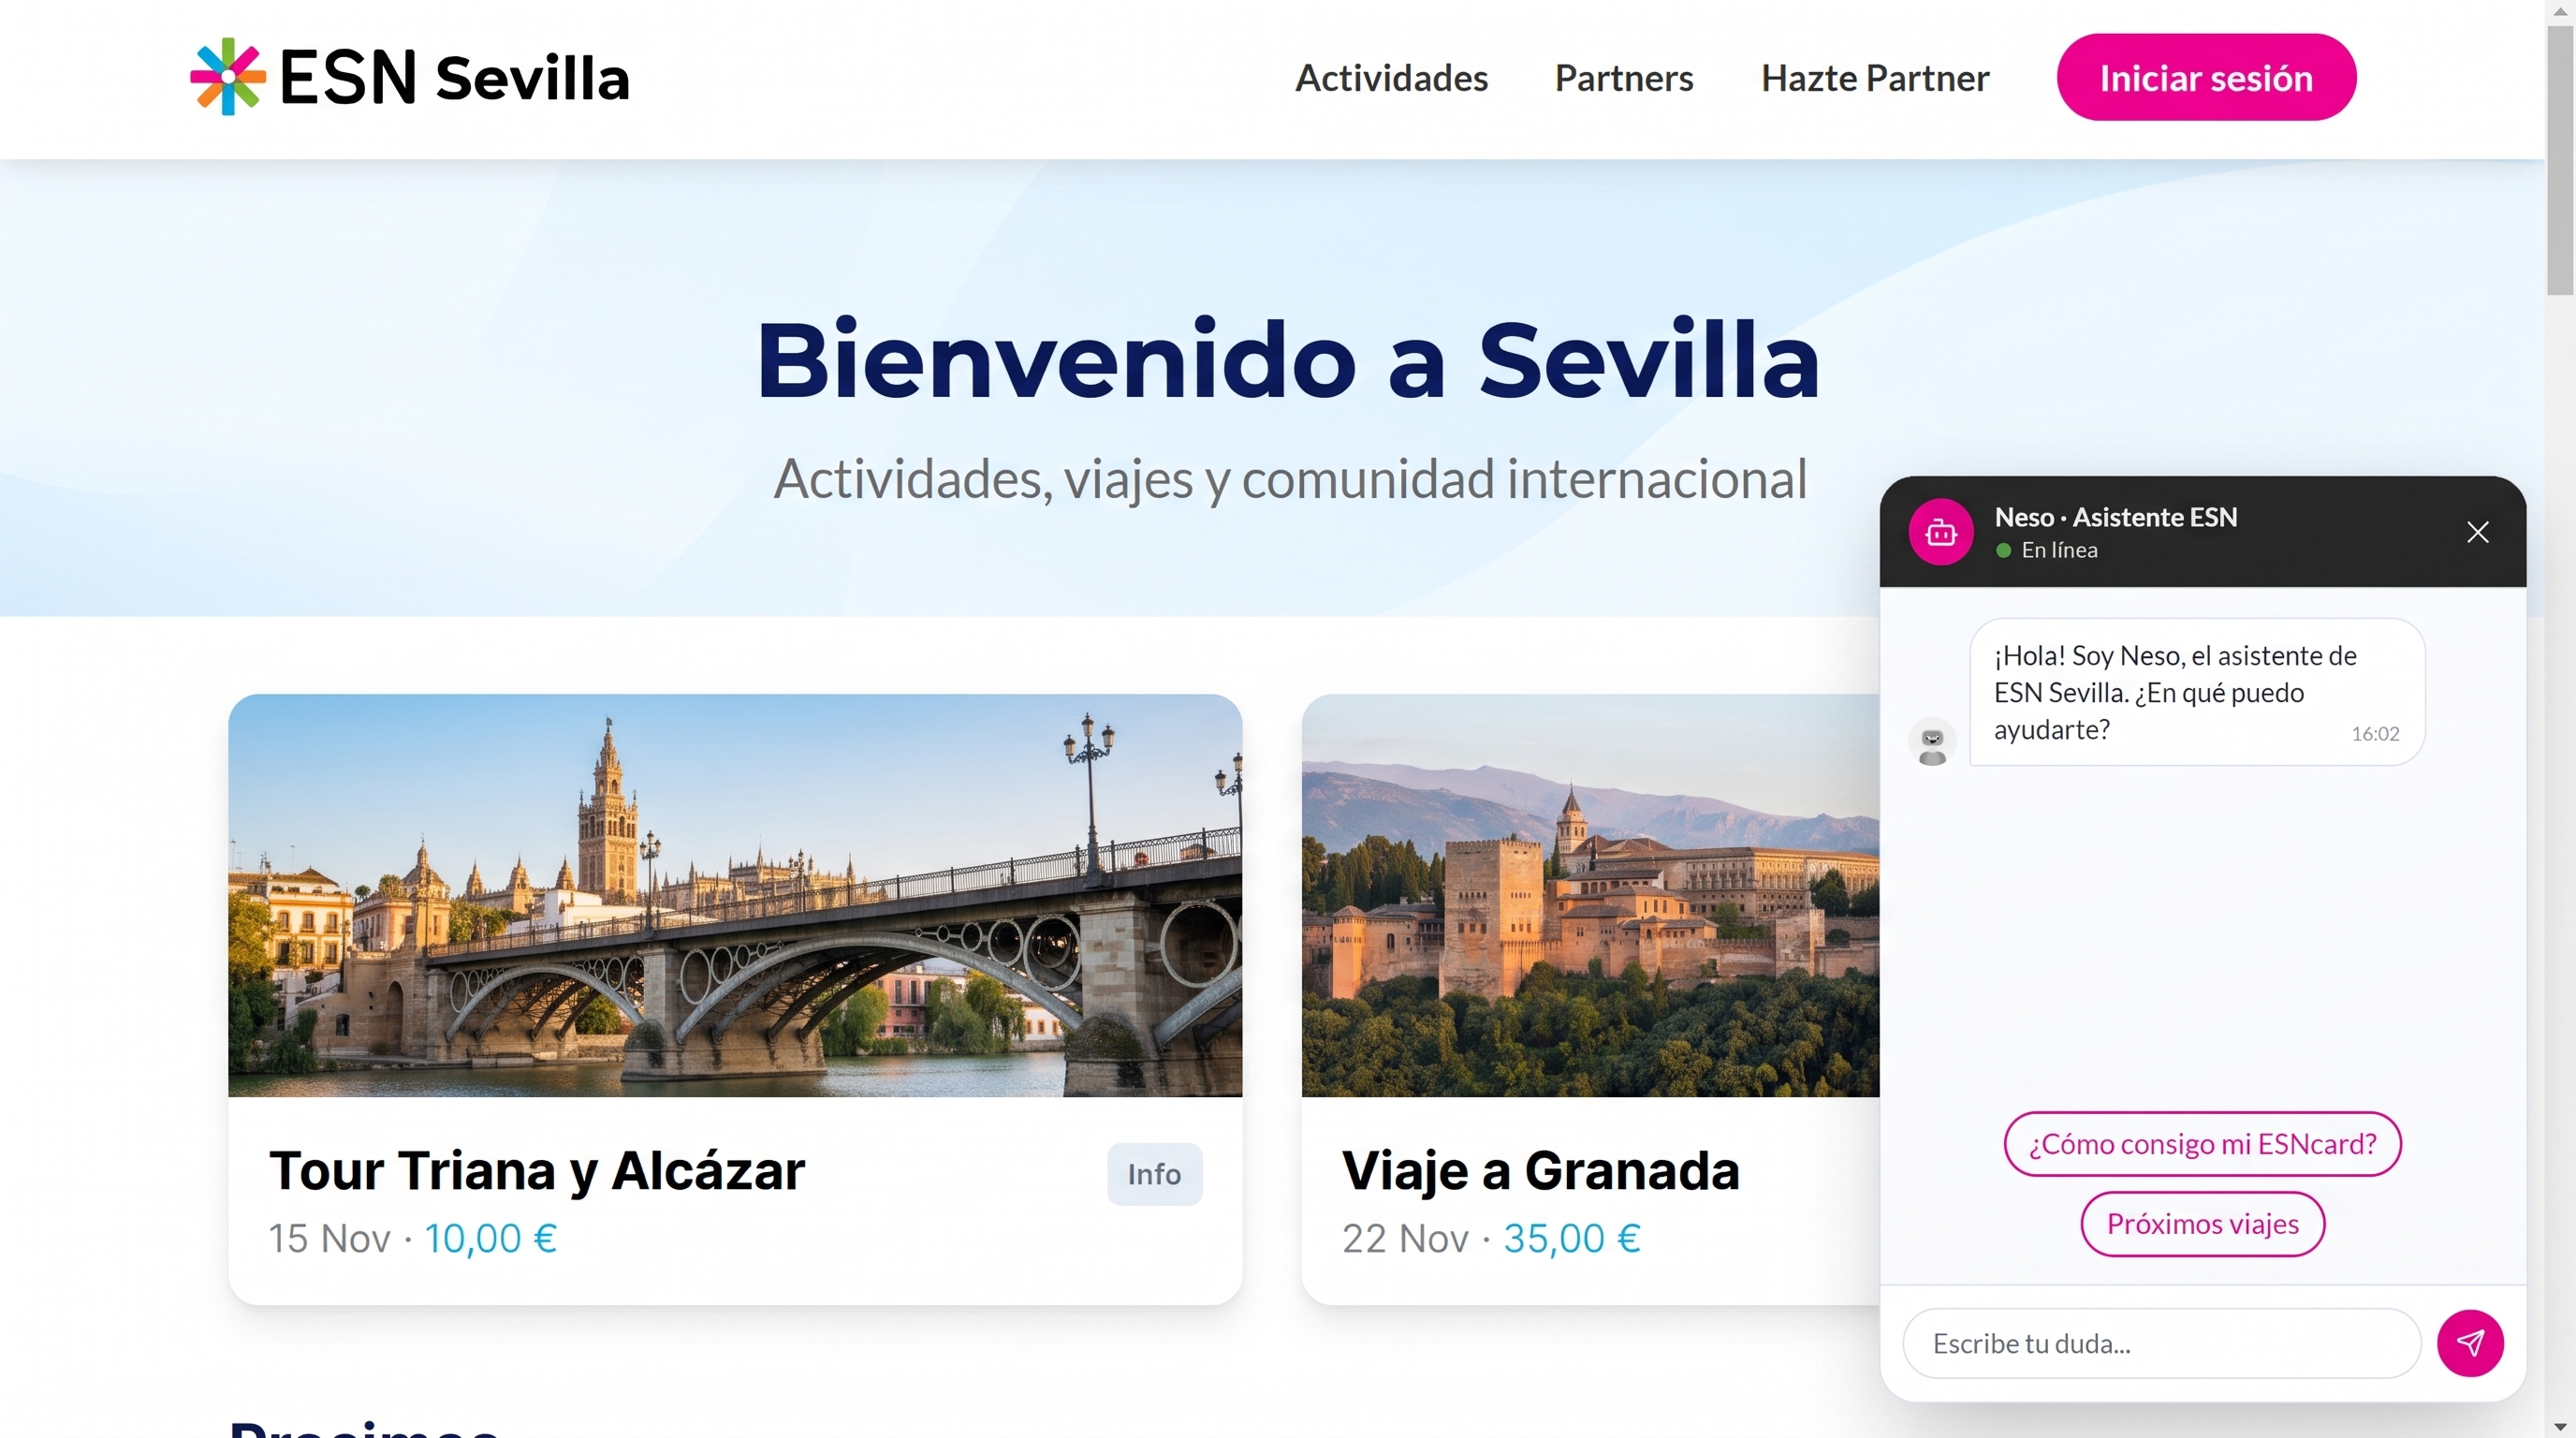 ESN Sevilla
Actividades
Partners
Hazte Partner
Iniciar sesión
Bienvenido a Sevilla
Actividades, viajes y comunidad internacional
Tour Triana y Alcázar
Info
15 Nov · 10,00 €
Viaje a Granada
22 Nov · 35,00 €
Neso · Asistente ESN
En línea
¡Hola! Soy Neso, el asistente de
ESN Sevilla. ¿En qué puedo
ayudarte?
16:02
¿Cómo consigo mi ESNcard?
Próximos viajes
Escribe tu duda...